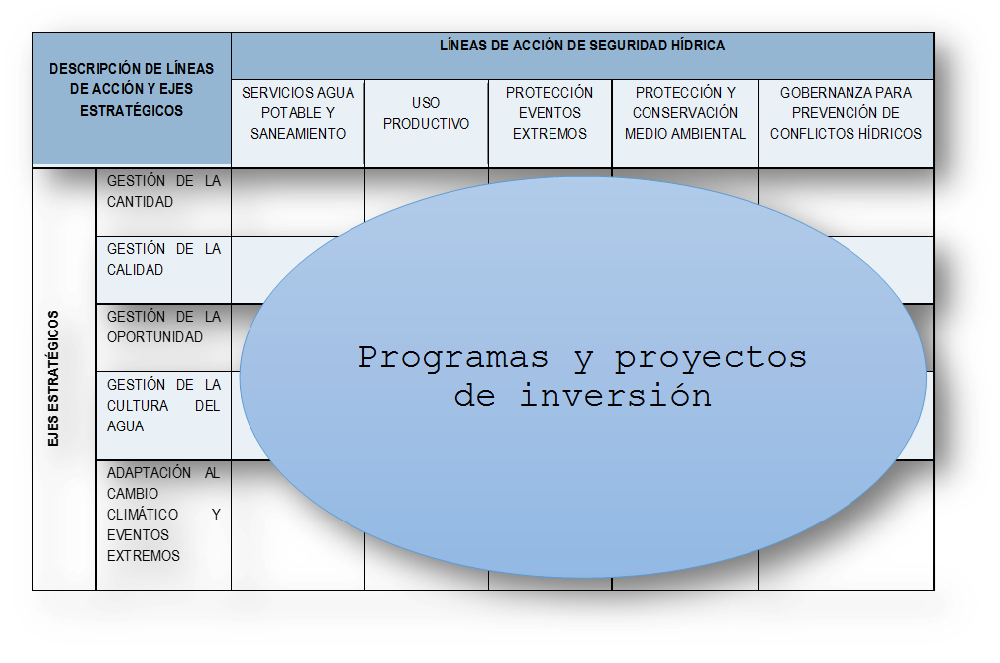 LÍNEAS DE ACCIÓN DE SEGURIDAD HÍDRICA
DESCRIPCIÓN DE LÍNEAS
DE ACCIÓN Y EJES
ESTRATÉGICOS
SERVICIOS AGUA
POTABLE Y
SANEAMIENTO
USO
PRODUCTIVO
PROTECCIÓN
EVENTOS
EXTREMOS
PROTECCIÓN Y
CONSERVACIÓN
MEDIO AMBIENTAL
GOBERNANZA PARA
PREVENCIÓN DE
CONFLICTOS HÍDRICOS
EJES ESTRATÉGICOS
GESTIÓN DE LA
CANTIDAD
GESTIÓN DE LA
CALIDAD
GESTIÓN DE LA
OPORTUNIDAD
GESTIÓN DE LA
CULTURA DEL
AGUA
ADAPTACIÓN AL
CAMBIO
CLIMÁTICO Y
EVENTOS
EXTREMOS
Programas y proyectos
de inversión